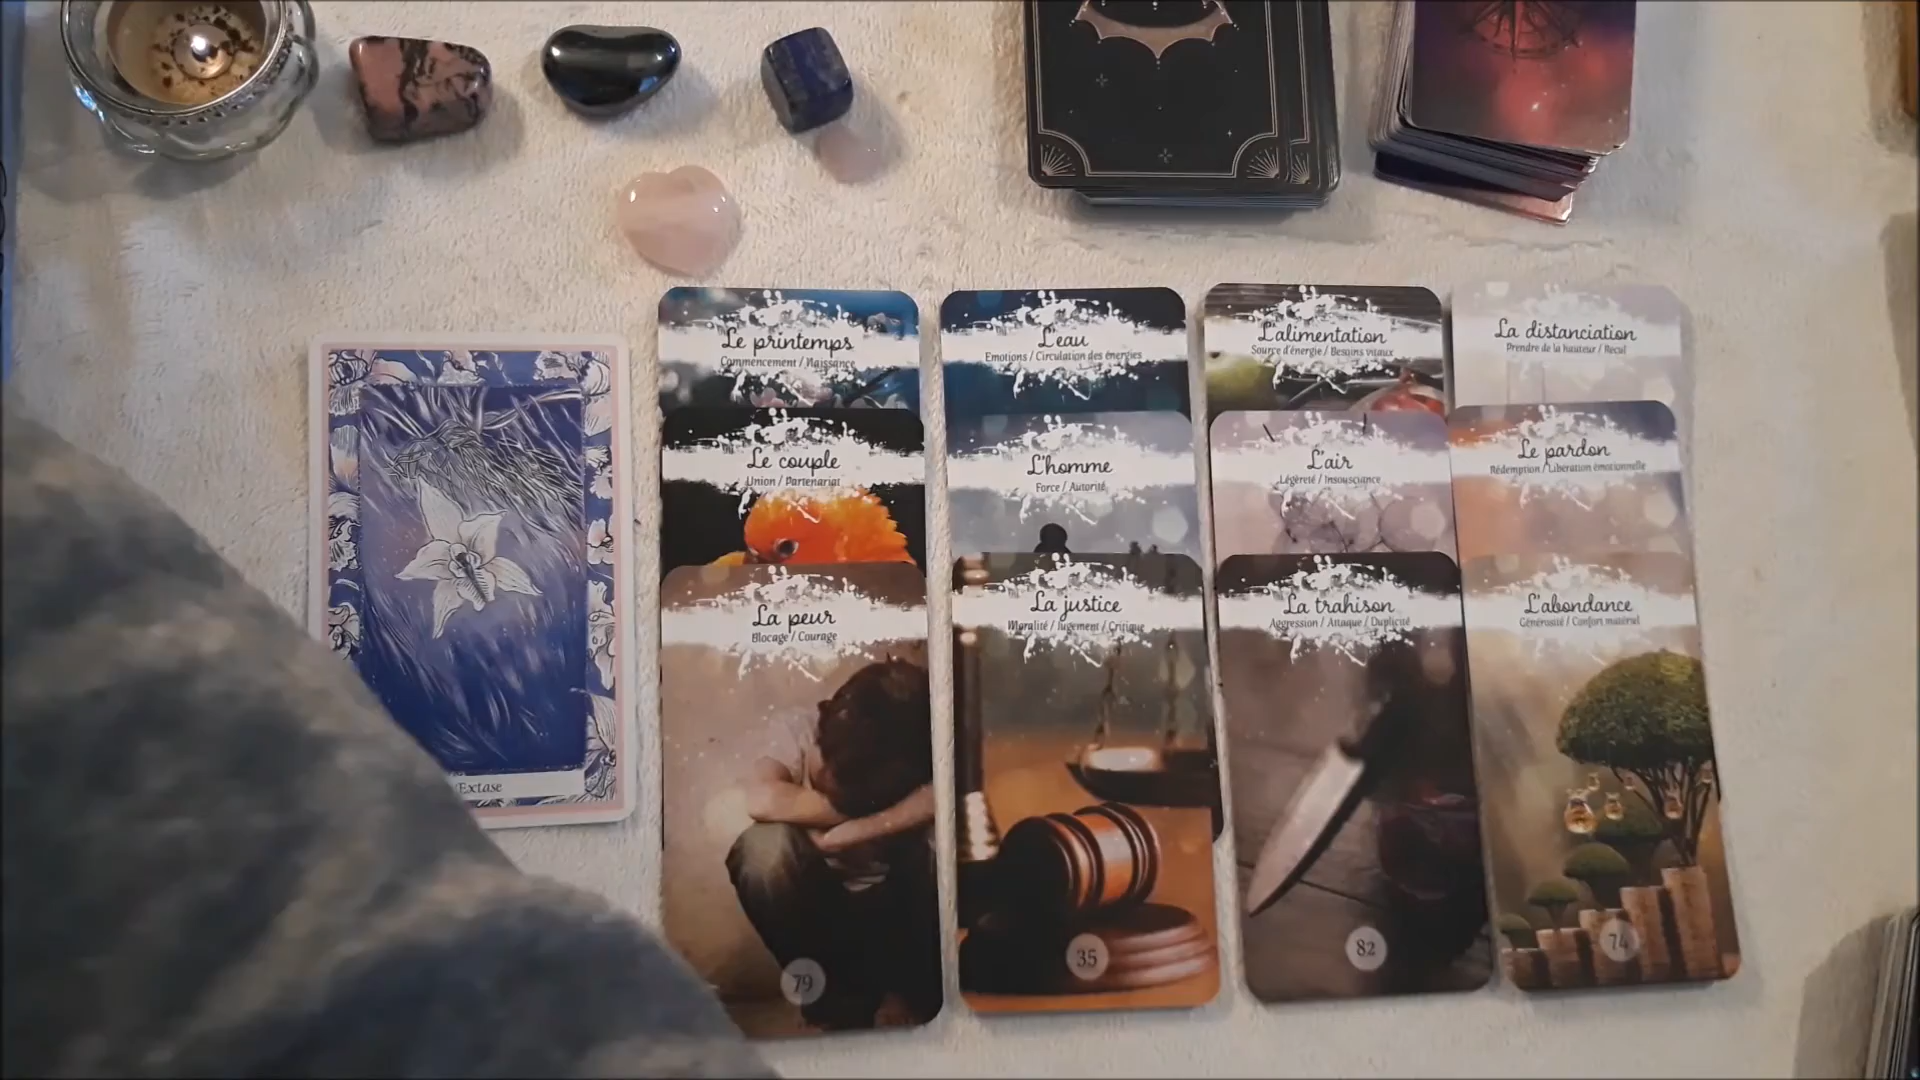 Le printemps
Commencement / Naissance
L'eau
Emotions / Circulation des énergies
L'alimentation
Source d'énergie / Besoins vitaux
La distanciation
Prendre de la hauteur / Recul
Le couple
Union / Partenariat
L'homme
Force / Autorité
L'air
Légèreté / Insousciance
Le pardon
Rédemption / Libération émotionnelle
La peur
Blocage / Courage
La justice
Moralité / Jugement / Critique
La trahison
Aggression / Attaque / Duplicité
L'abondance
Générosité / Confort matériel
Extase
79
35
82
74